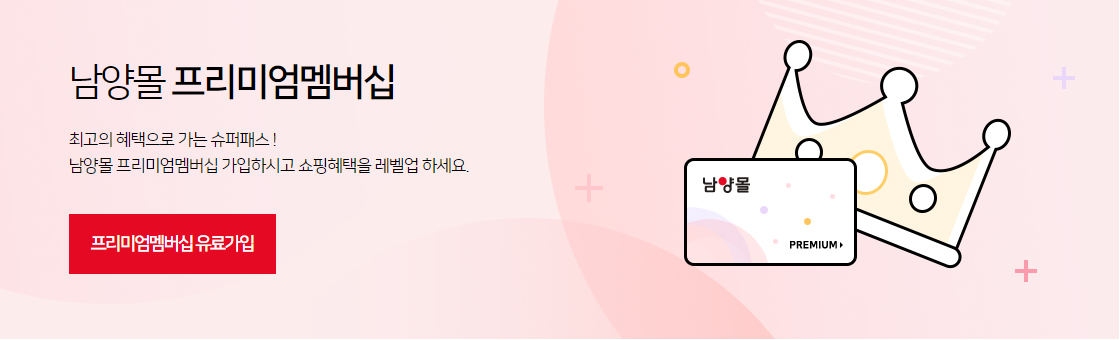 남양몰 프리미엄멤버십
최고의 혜택으로 가는 슈퍼패스 !
남양몰 프리미엄멤버십 가입하시고 쇼핑혜택을 레벨업 하세요.
프리미엄멤버십 유료가입
남양몰
PREMIUM